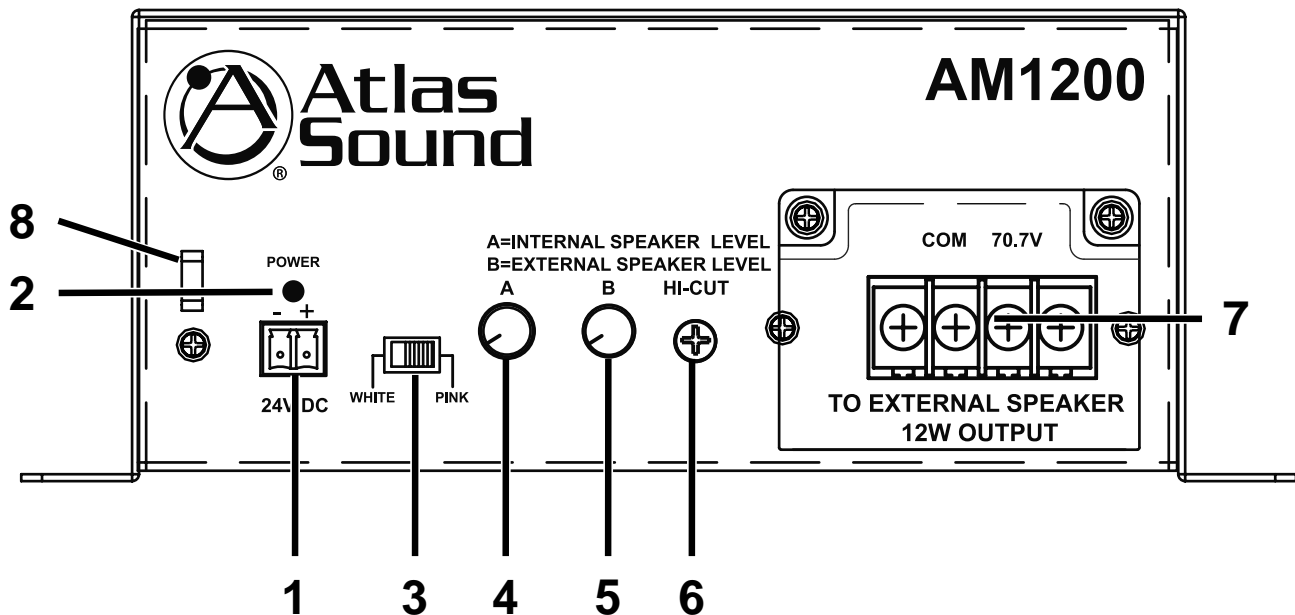 Atlas
Sound
®
AM1200
8
2
POWER
- +
24V DC
WHITE PINK
A=INTERNAL SPEAKER LEVEL
B=EXTERNAL SPEAKER LEVEL
A B HI-CUT
COM 70.7V
TO EXTERNAL SPEAKER
12W OUTPUT
7
1 3 4 5 6